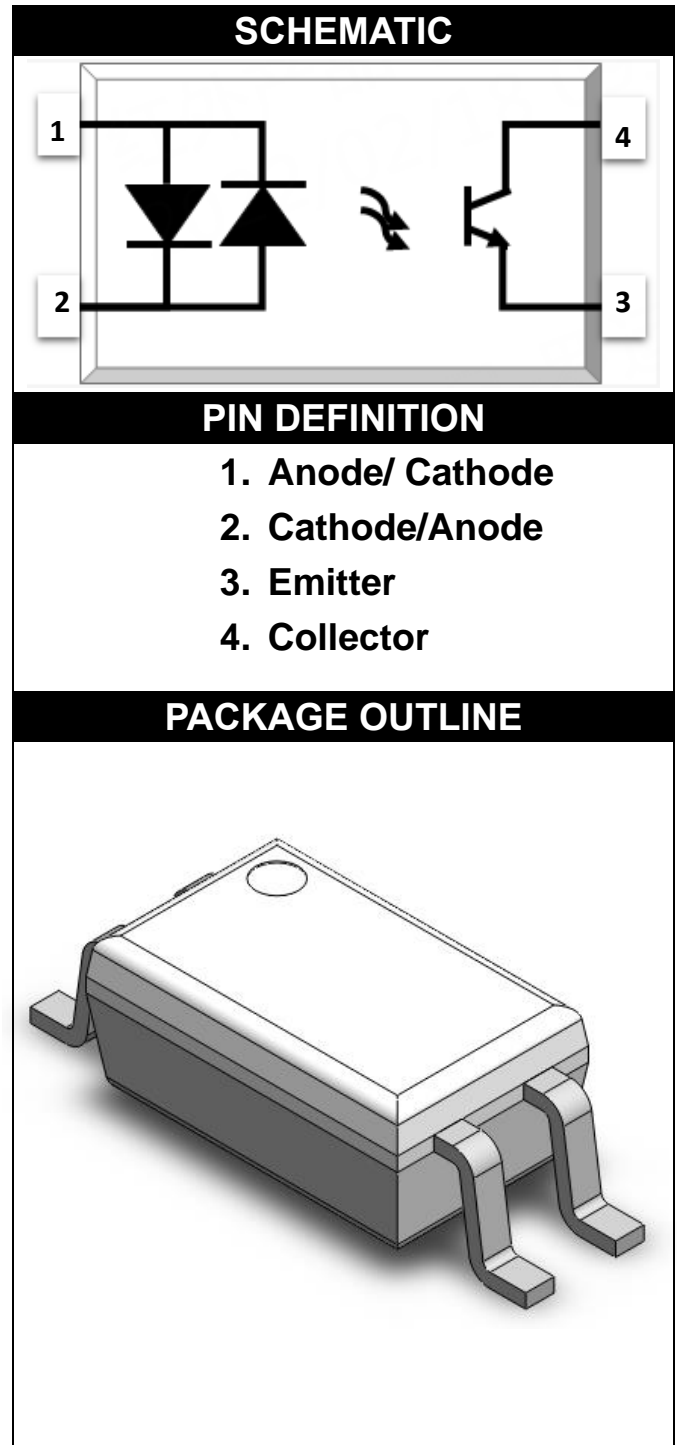 SCHEMATIC
1
4
2
3
PIN DEFINITION
1. Anode/ Cathode
2. Cathode/Anode
3. Emitter
4. Collector
PACKAGE OUTLINE